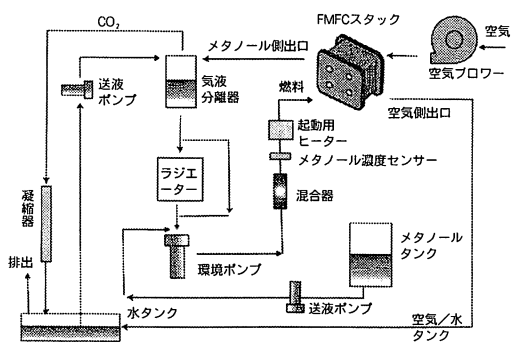 CO₂
FMFCスタック
空気
メタノール側出口
空気ブロワー
送液
ポンプ
気液
分離器
燃料
空気側出口
起動用
ヒーター
メタノール濃度センサー
ラジエ
ーター
混合器
凝縮器
メタノール
タンク
排出
環境ポンプ
水タンク
送液ポンプ
空気/水
タンク